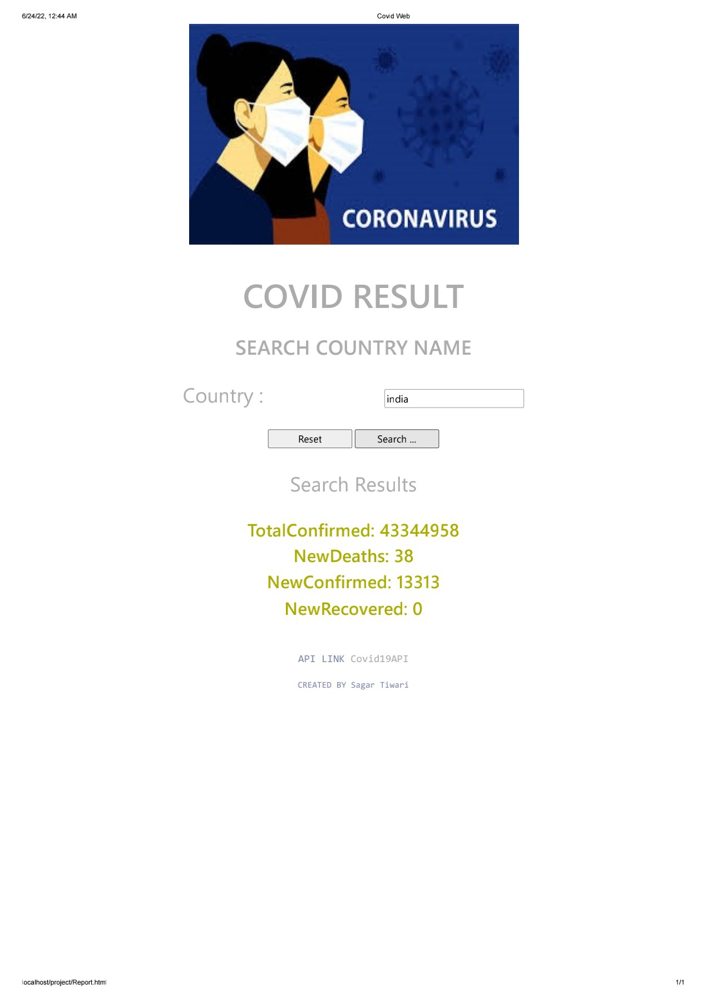 6/24/22, 12:44 AM Covid Web
CORONAVIRUS
COVID RESULT
SEARCH COUNTRY NAME
Country : india
Reset Search ...
Search Results
TotalConfirmed: 43344958
NewDeaths: 38
NewConfirmed: 13313
NewRecovered: 0
API LINK Covid19API
CREATED BY Sagar Tiwari
localhost/project/Report.html 1/1